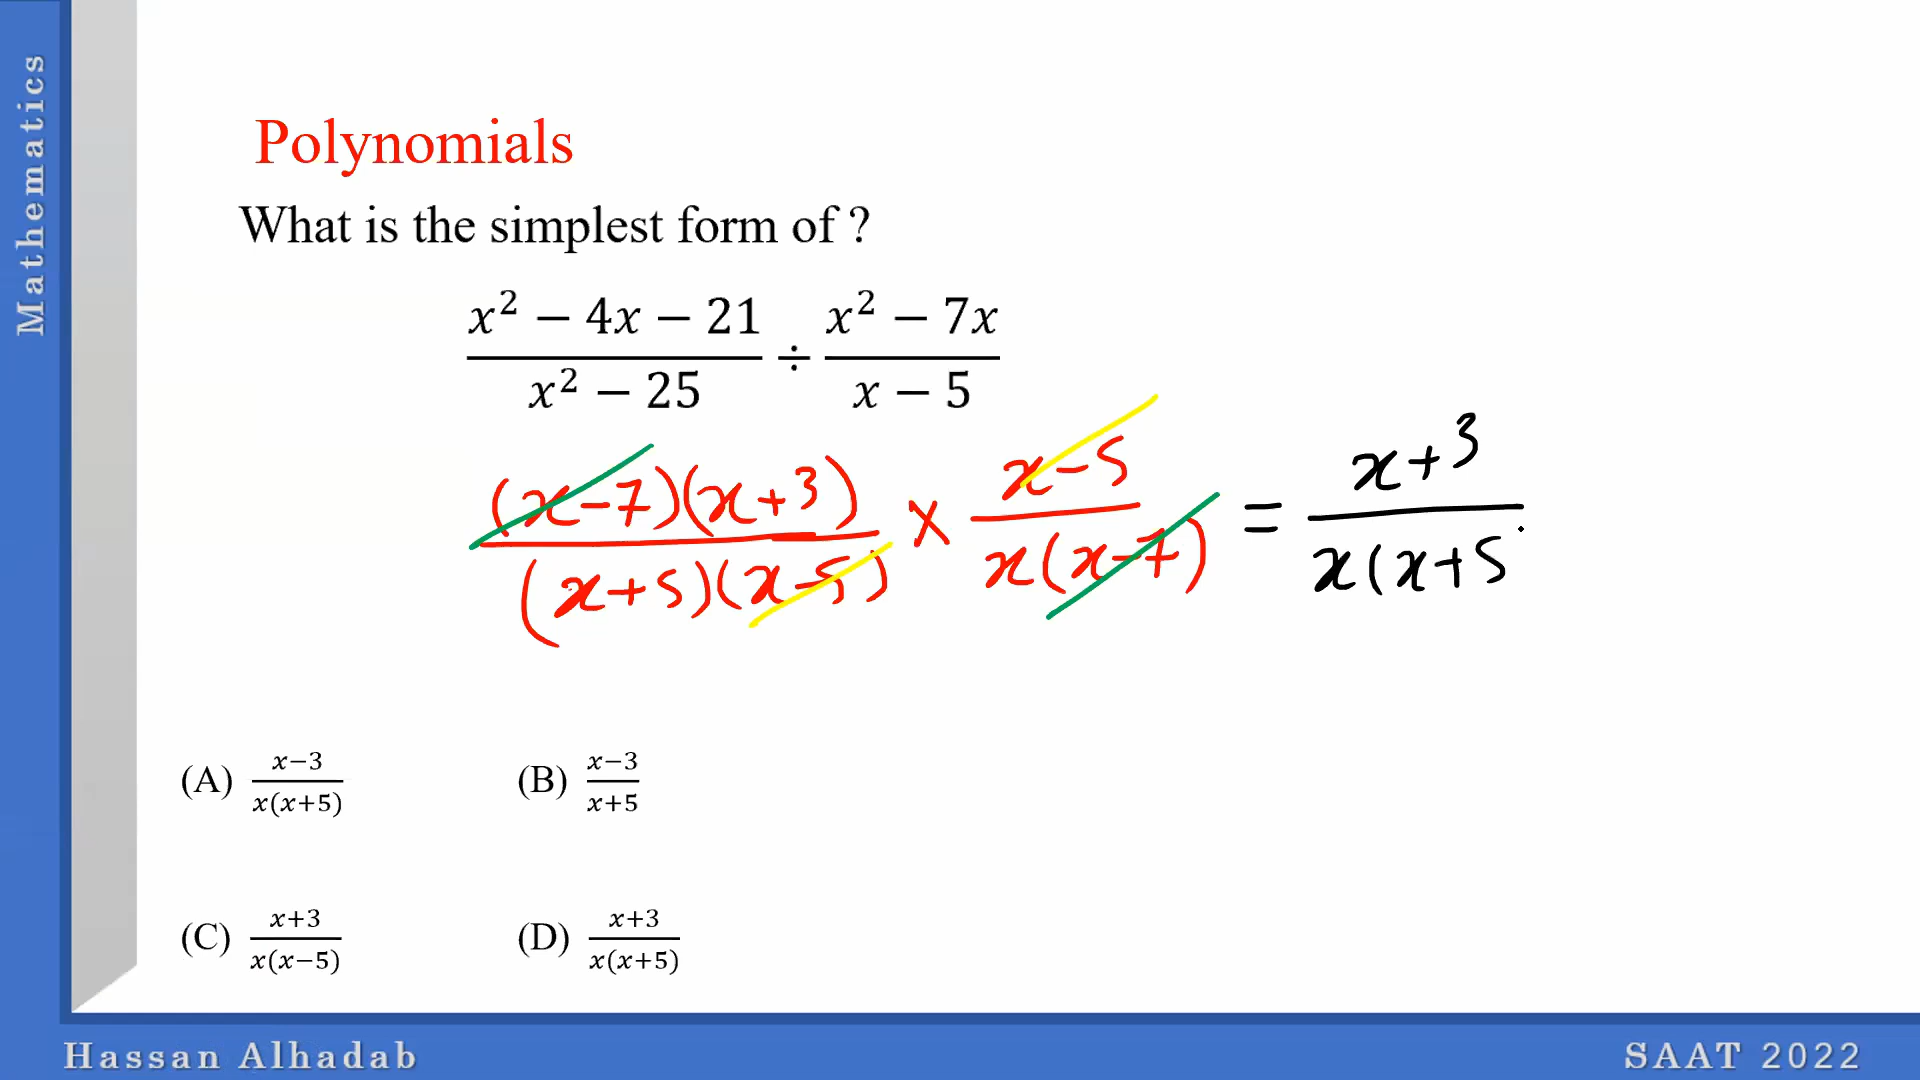 Mathematics
Polynomials
What is the simplest form of ?
x² − 4x − 21 / x² − 25 ÷ x² − 7x / x − 5
(x−7)(x+3) / (x+5)(x−5) × x−5 / x(x−7) = x+3 / x(x+5
(A) x−3 / x(x+5) (B) x−3 / x+5
(C) x+3 / x(x−5) (D) x+3 / x(x+5)
Hassan Alhadab SAAT 2022